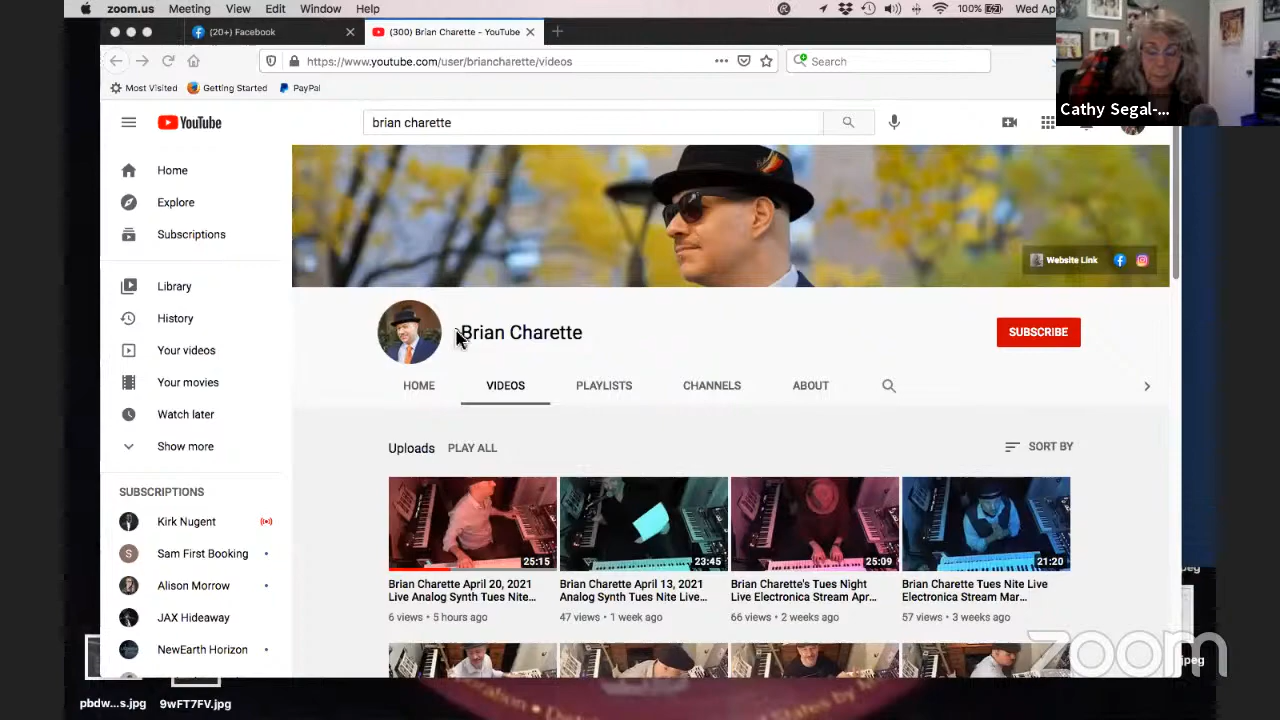 zoom.us Meeting View Edit Window Help 100% Wed Ap
(20+) Facebook
(300) Brian Charette - YouTube
https://www.youtube.com/user/briancharette/videos
Search
Most Visited Getting Started PayPal
Cathy Segal-...
YouTube
brian charette
Home
Explore
Subscriptions
Library
History
Your videos
Your movies
Watch later
Show more
SUBSCRIPTIONS
Kirk Nugent
Sam First Booking
Alison Morrow
JAX Hideaway
NewEarth Horizon
Website Link
Brian Charette
SUBSCRIBE
HOME VIDEOS PLAYLISTS CHANNELS ABOUT
Uploads PLAY ALL
SORT BY
25:15
Brian Charette April 20, 2021
Live Analog Synth Tues Nite...
6 views • 5 hours ago
23:45
Brian Charette April 13, 2021
Analog Synth Tues Nite Live...
47 views • 1 week ago
25:09
Brian Charette's Tues Night
Live Electronica Stream Apr...
66 views • 2 weeks ago
21:20
Brian Charette Tues Nite Live
Electronica Stream Mar...
57 views • 3 weeks ago
zoom
pbdw...s.jpg
9wFT7FV.jpg